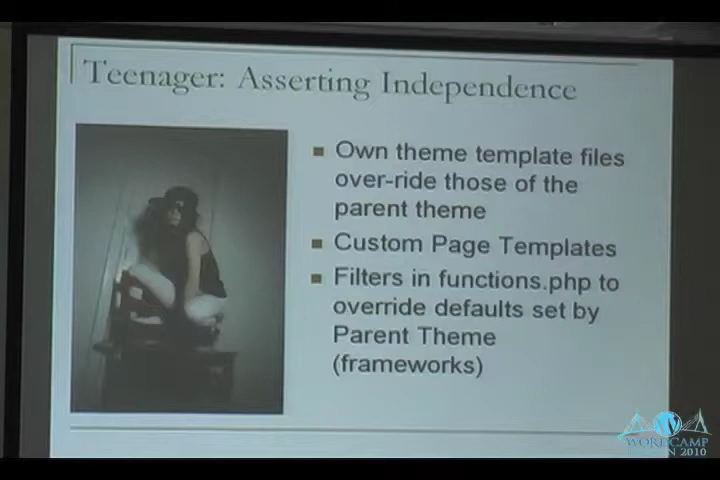 Teenager: Asserting Independence
Own theme template files
over-ride those of the
parent theme
Custom Page Templates
Filters in functions.php to
override defaults set by
Parent Theme
(frameworks)
WORDCAMP
2010